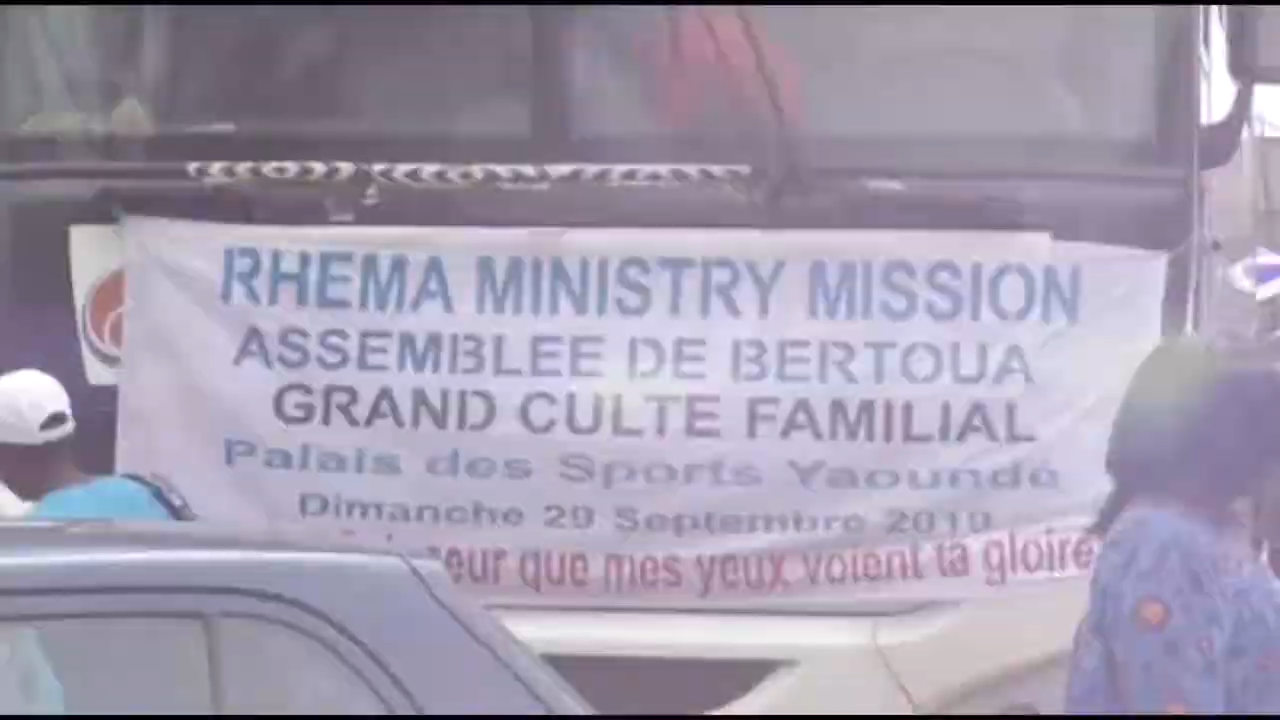 RHEMA MINISTRY MISSION
ASSEMBLEE DE BERTOUA
GRAND CULTE FAMILIAL
Palais des Sports Yaoundé
Dimanche 29 Septembre 2019
que mes yeux voient ta gloire